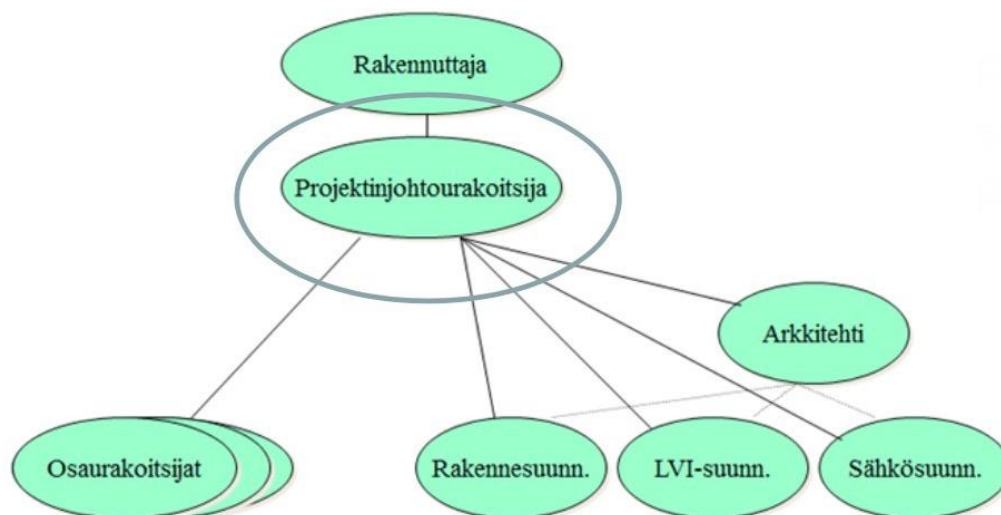 Rakennuttaja
Projektinjohtourakoitsija
Arkkitehti
Osaurakoitsijat
Rakennesuunn.
LVI-suunn.
Sähkösuunn.